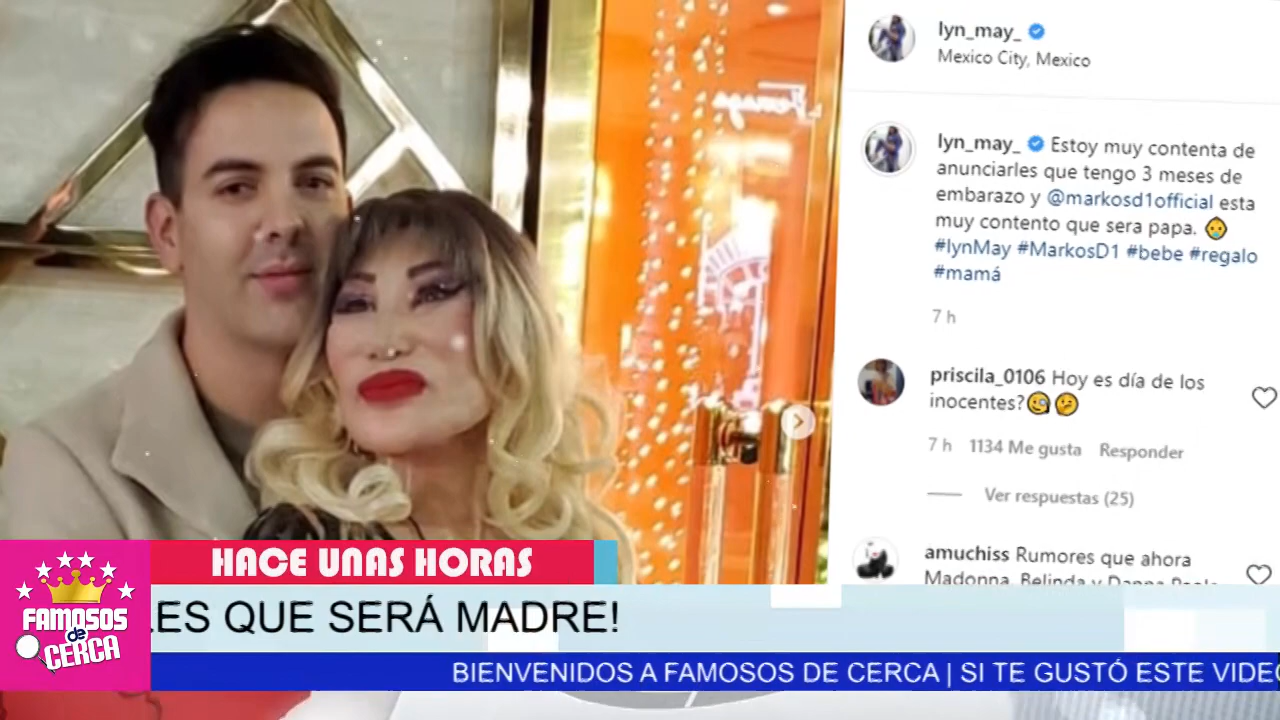 lyn_may_
Mexico City, Mexico
lyn_may_ Estoy muy contenta de
anunciarles que tengo 3 meses de
embarazo y @markosd1official esta
muy contento que sera papa.
#lynMay #MarkosD1 #bebe #regalo
#mamá
7 h
priscila_0106 Hoy es día de los
inocentes?
7 h 1134 Me gusta Responder
Ver respuestas (25)
amuchiss Rumores que ahora
Madonna, Belinda y
HACE UNAS HORAS
LES QUE SERÁ MADRE!
FAMOSOS
de
CERCA
BIENVENIDOS A FAMOSOS DE CERCA | SI TE GUSTÓ ESTE VIDEO